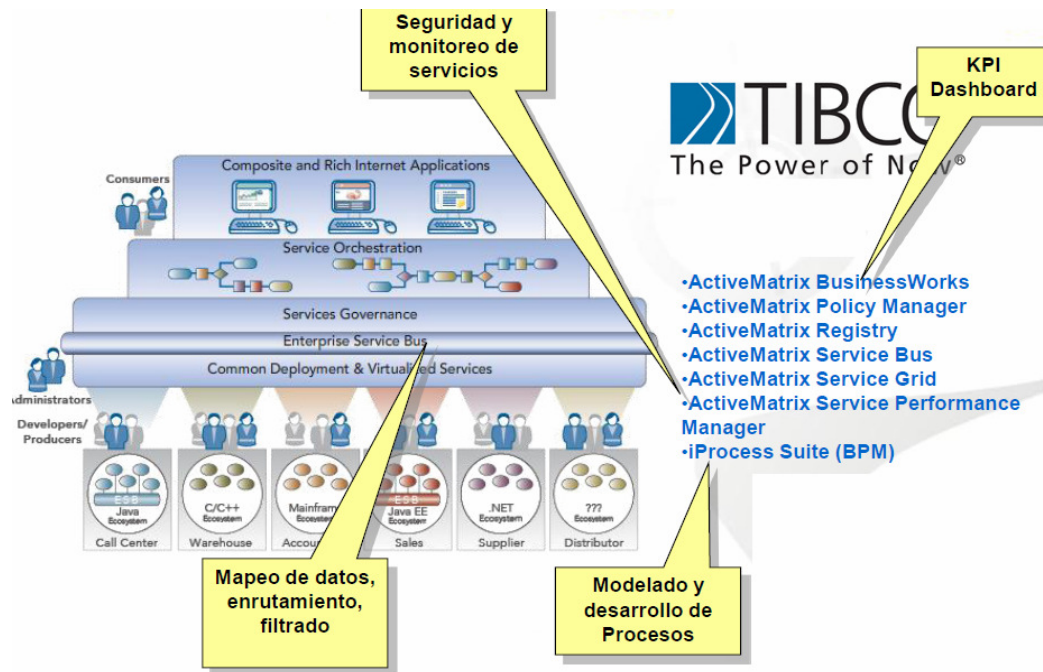 Seguridad y
monitoreo de
servicios
KPI
Dashboard
TIBCO
The Power of Now®
Composite and Rich Internet Applications
Consumers
Service Orchestration
Services Governance
Enterprise Service Bus
Common Deployment & Virtualized Services
Administrators
Developers/
Producers
ESB
Java
Ecosystem
Call Center
C/C++
Ecosystem
Warehouse
Mainfram
Ecosystem
Accou
ESB
Java EE
Ecosystem
Sales
.NET
Ecosystem
Supplier
???
Ecosystem
Distributor
•ActiveMatrix BusinessWorks
•ActiveMatrix Policy Manager
•ActiveMatrix Registry
•ActiveMatrix Service Bus
•ActiveMatrix Service Grid
•ActiveMatrix Service Performance
Manager
•iProcess Suite (BPM)
Mapeo de datos,
enrutamiento,
filtrado
Modelado y
desarrollo de
Procesos